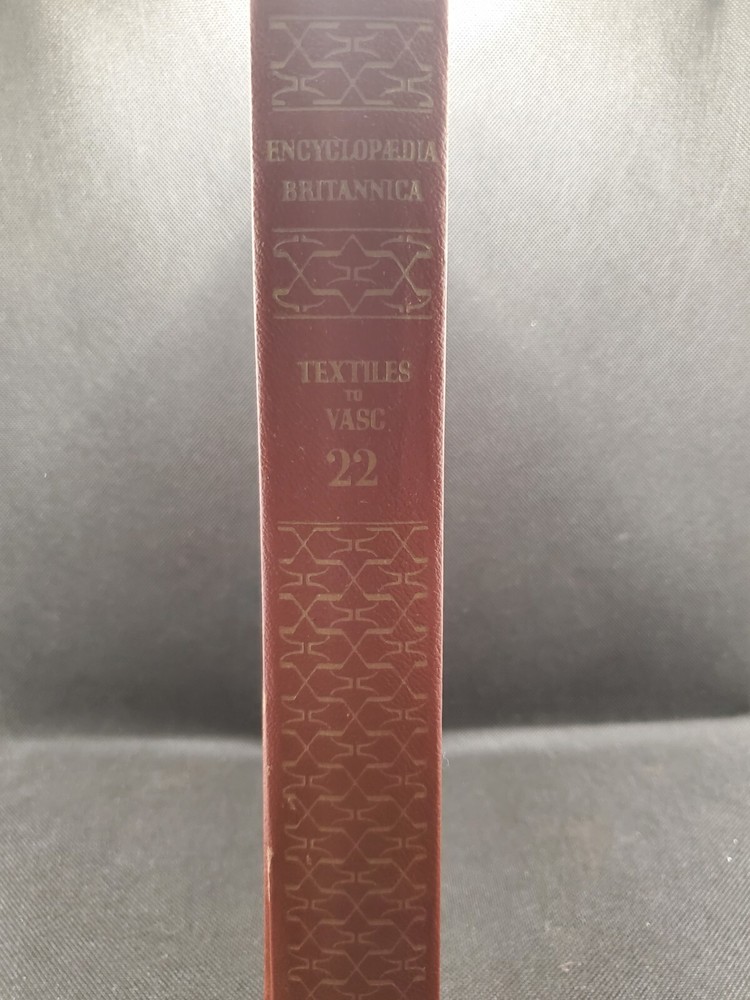 ENCYCLOPÆDIA
BRITANNICA
TEXTILES
TO
VASC
22